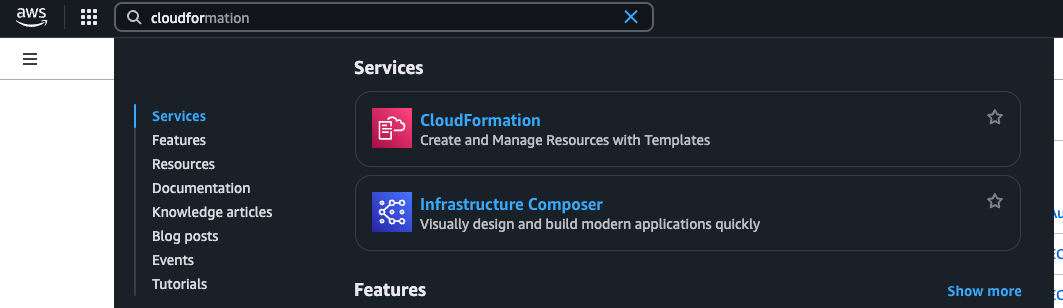 aws
cloudformation
Services
Features
Resources
Documentation
Knowledge articles
Blog posts
Events
Tutorials
Services
CloudFormation
Create and Manage Resources with Templates
Infrastructure Composer
Visually design and build modern applications quickly
Features
Show more